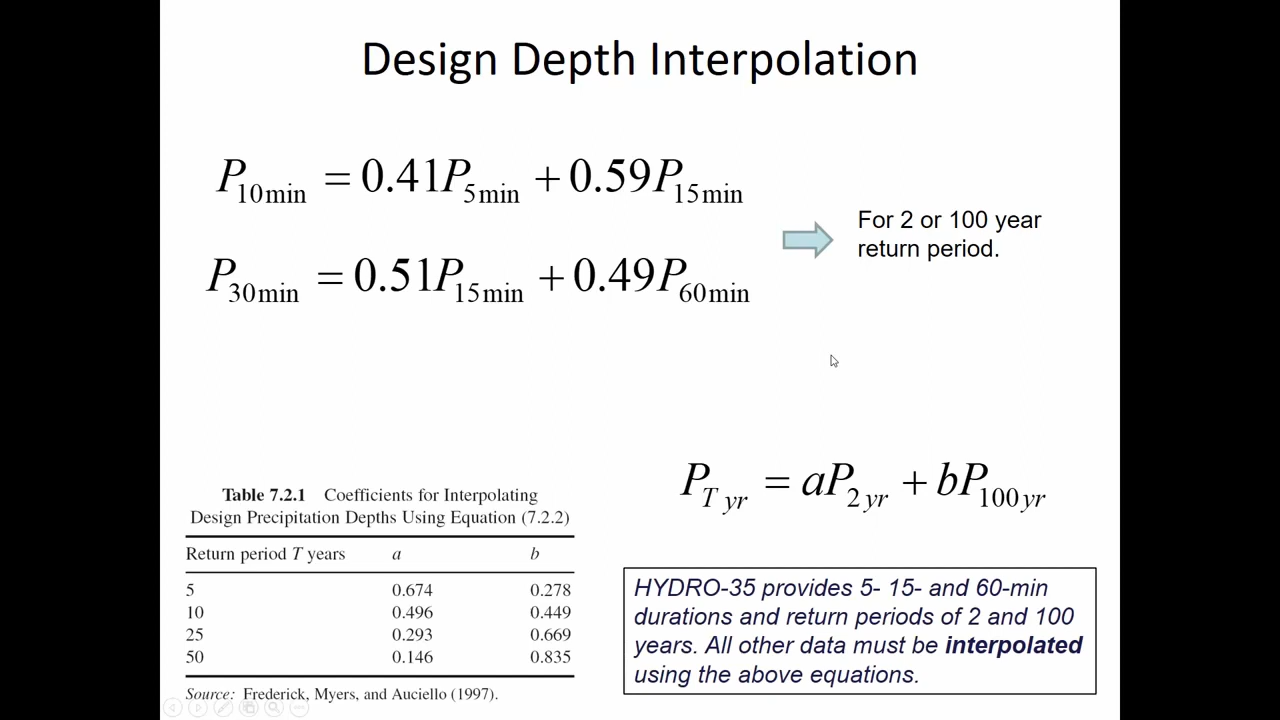 Design Depth Interpolation
P10min = 0.41P5min + 0.59P15min
P30min = 0.51P15min + 0.49P60min
For 2 or 100 year
return period.
PT yr = aP2 yr + bP100 yr
Table 7.2.1 Coefficients for Interpolating
Design Precipitation Depths Using Equation (7.2.2)
Return period T years a b
5 0.674 0.278
10 0.496 0.449
25 0.293 0.669
50 0.146 0.835
Source: Frederick, Myers, and Auciello (1997).
HYDRO-35 provides 5- 15- and 60-min
durations and return periods of 2 and 100
years. All other data must be interpolated
using the above equations.